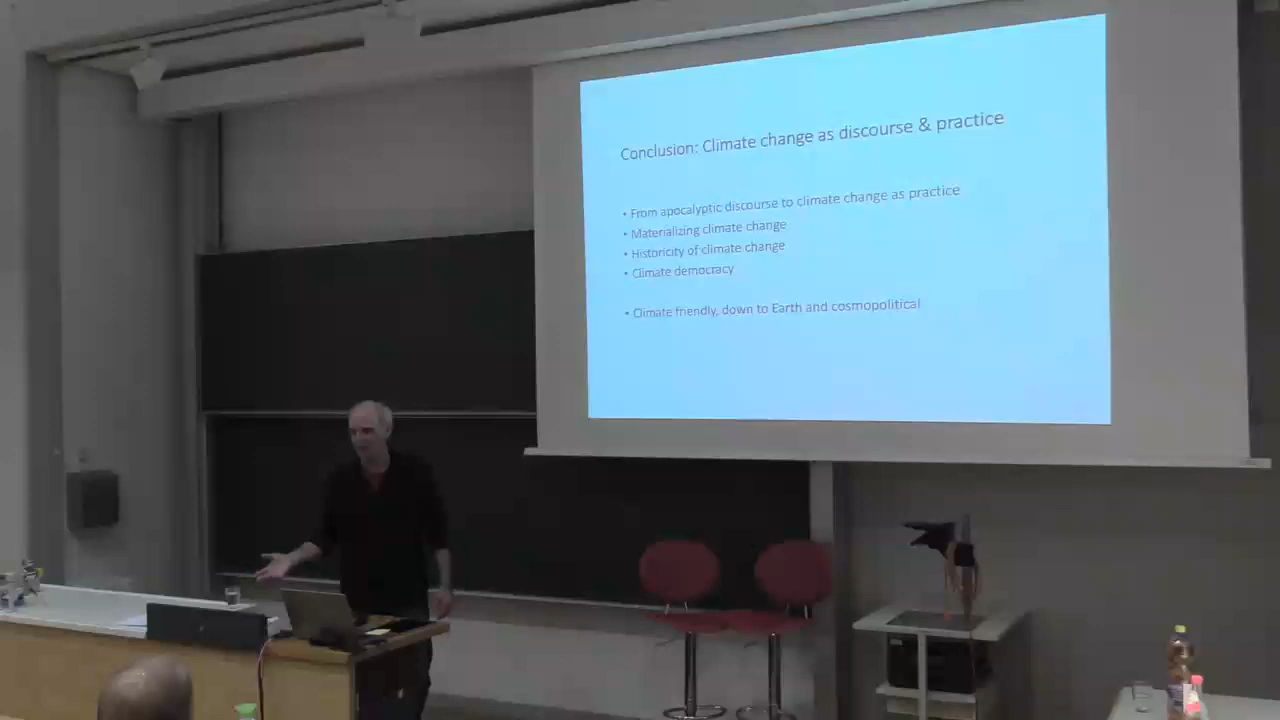 Conclusion: Climate change as discourse & practice
• From apocalyptic discourse to climate change as practice
• Materializing climate change
• Historicity of climate change
• Climate democracy
• Climate friendly, down to Earth and cosmopolitical